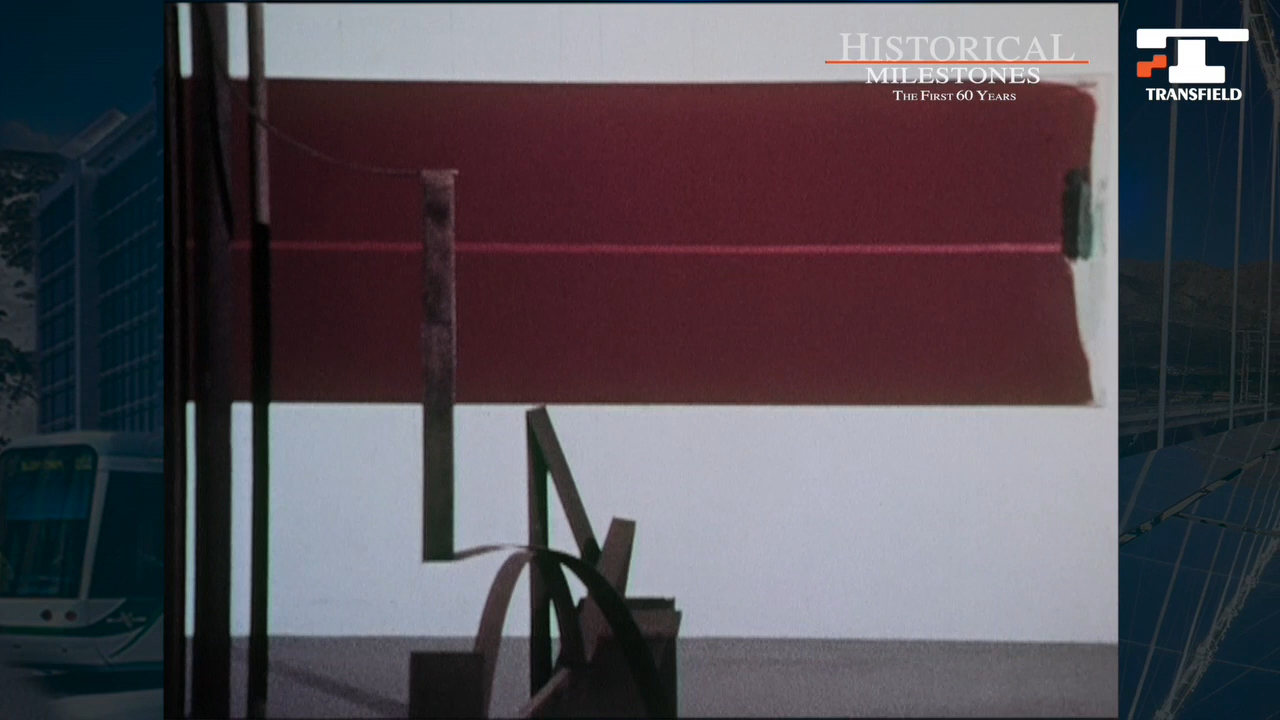 HISTORICAL
MILESTONES
THE FIRST 60 YEARS
TRANSFIELD